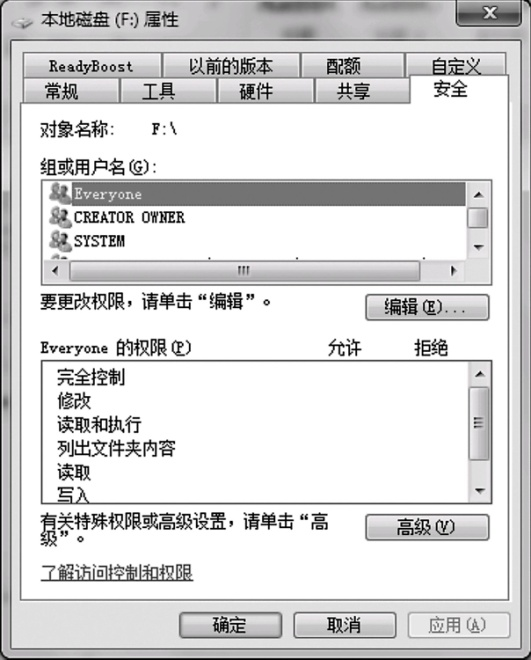 本地磁盘 (F:) 属性
ReadyBoost 以前的版本 配额 自定义
常规 工具 硬件 共享 安全
对象名称: F:\
组或用户名(G):
Everyone
CREATOR OWNER
SYSTEM
要更改权限，请单击“编辑”。
编辑(E)...
Everyone 的权限(P) 允许 拒绝
完全控制
修改
读取和执行
列出文件夹内容
读取
写入
有关特殊权限或高级设置，请单击“高
级”。
高级(V)
了解访问控制和权限
确定 取消 应用(A)